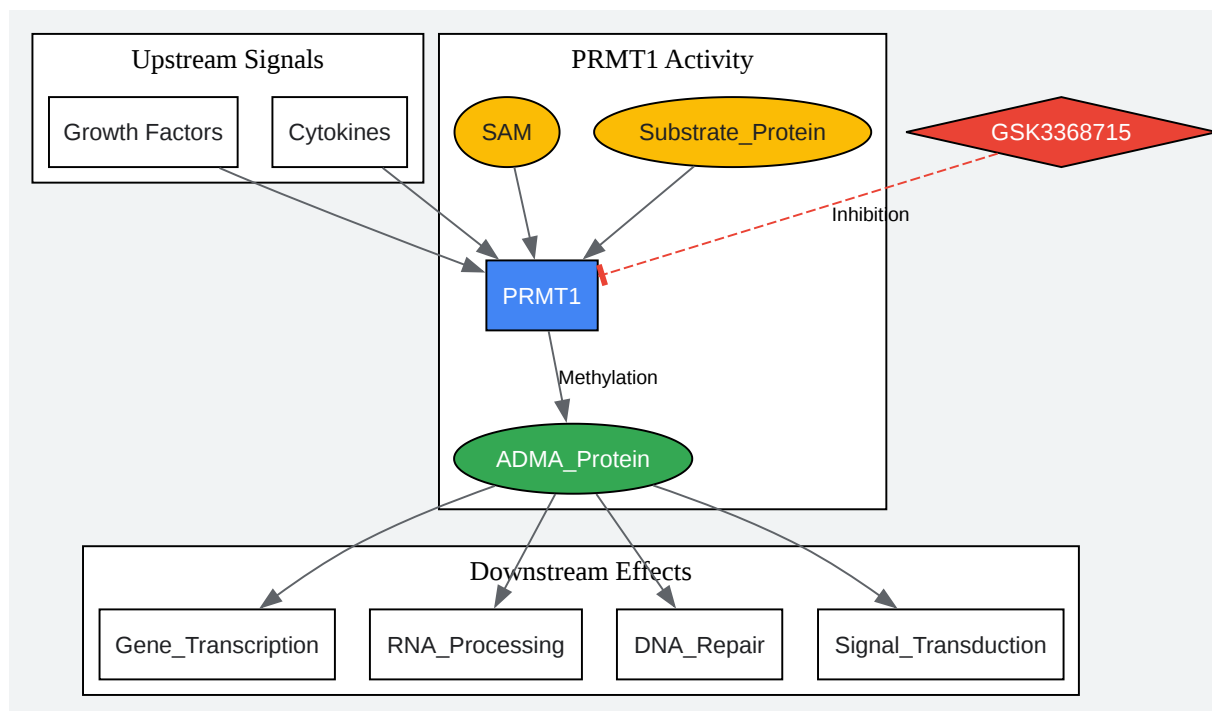 Upstream Signals
PRMT1 Activity
Growth Factors
Cytokines
SAM
Substrate_Protein
GSK3368715
Inhibition
PRMT1
Methylation
ADMA_Protein
Downstream Effects
Gene_Transcription
RNA_Processing
DNA_Repair
Signal_Transduction